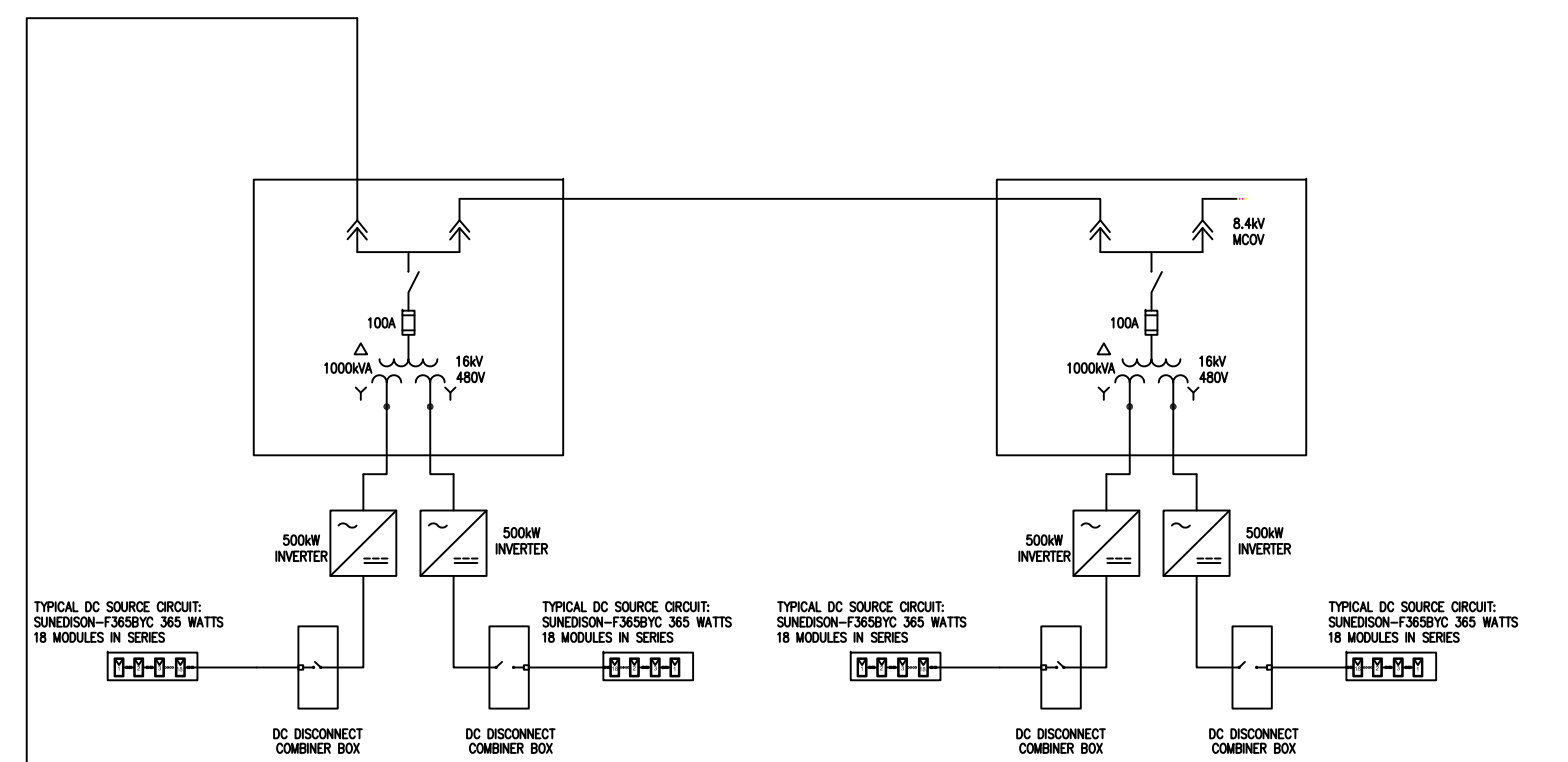 8.4kV
MCOV
100A
1000kVA
16kV
480V
100A
1000kVA
16kV
480V
500kW
INVERTER
500kW
INVERTER
500kW
INVERTER
500kW
INVERTER
TYPICAL DC SOURCE CIRCUIT:
SUNEDISON-F365BYC 365 WATTS
18 MODULES IN SERIES
TYPICAL DC SOURCE CIRCUIT:
SUNEDISON-F365BYC 365 WATTS
18 MODULES IN SERIES
TYPICAL DC SOURCE CIRCUIT:
SUNEDISON-F365BYC 365 WATTS
18 MODULES IN SERIES
TYPICAL DC SOURCE CIRCUIT:
SUNEDISON-F365BYC 365 WATTS
18 MODULES IN SERIES
DC DISCONNECT
COMBINER BOX
DC DISCONNECT
COMBINER BOX
DC DISCONNECT
COMBINER BOX
DC DISCONNECT
COMBINER BOX